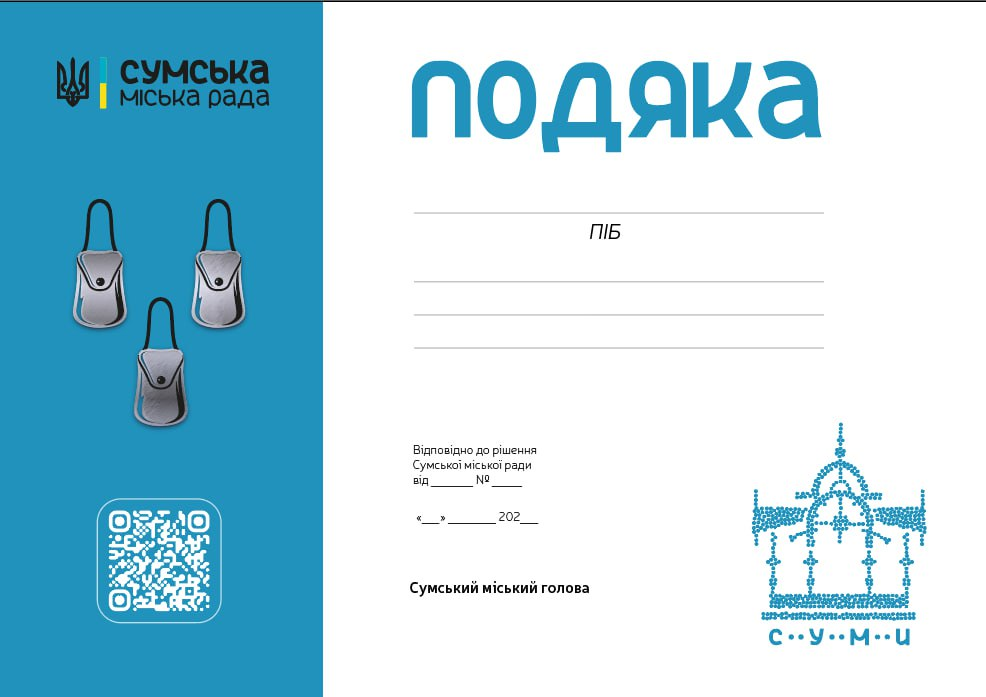 сумська
міська рада
подяка
ПІБ
Відповідно до рішення
Сумської міської ради
від _______ № _____
«___» ________ 202___
Сумський міський голова
с··у··м··и